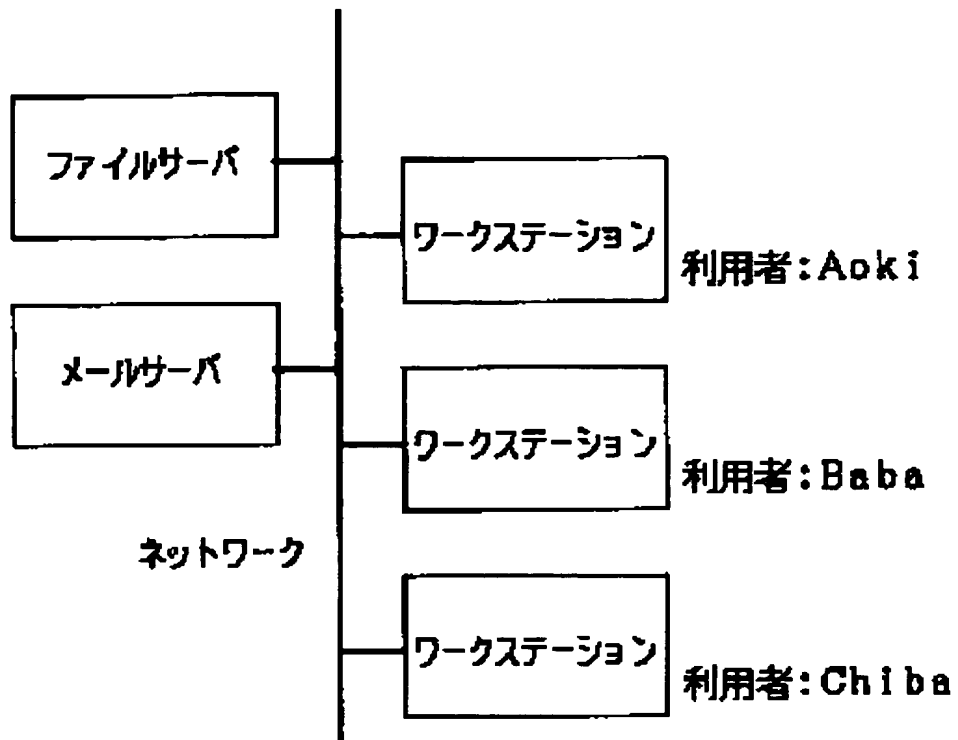 ファイルサーバ
ワークステーション
利用者:Aoki
メールサーバ
ワークステーション
利用者:Baba
ネットワーク
ワークステーション
利用者:Chiba